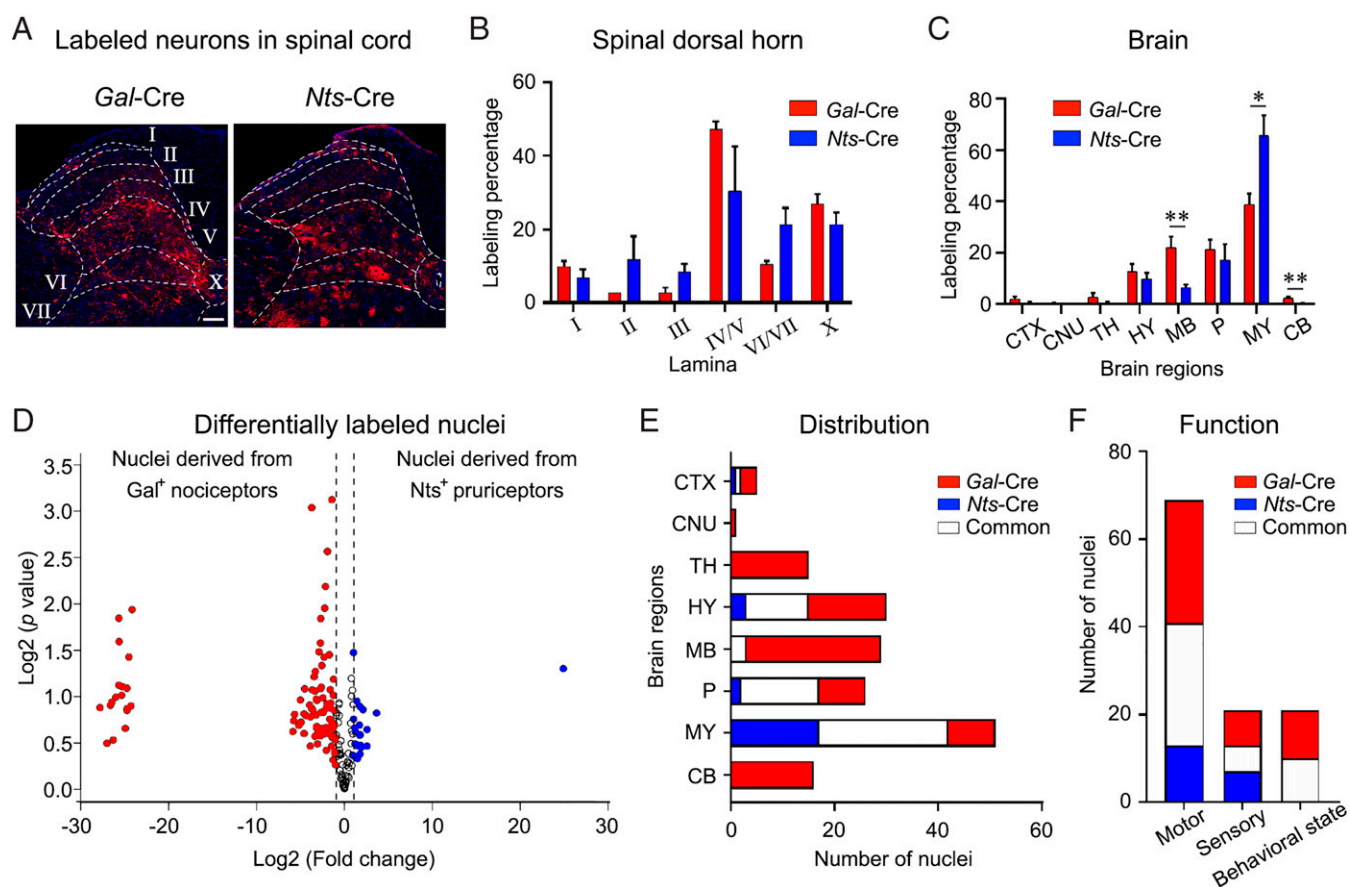 A
Labeled neurons in spinal cord
Gal-Cre
Nts-Cre
I
II
III
IV
V
VI
X
VII
B
Spinal dorsal horn
60
40
20
0
Labeling percentage
Gal-Cre
Nts-Cre
I
II
III
IV/V
VI/VII
X
Lamina
C
Brain
80
60
40
20
0
Labeling percentage
Gal-Cre
Nts-Cre
**
*
**
CTX
CNU
TH
HY
MB
P
MY
CB
Brain regions
D
Differentially labeled nuclei
Nuclei derived from
Gal+ nociceptors
Nuclei derived from
Nts+ pruriceptors
3.5
3.0
2.5
2.0
1.5
1.0
0.5
0.0
Log2 (p value)
-30
-20
-10
0
10
20
30
Log2 (Fold change)
E
Distribution
Gal-Cre
Nts-Cre
Common
CTX
CNU
TH
HY
MB
P
MY
CB
Brain regions
0
20
40
60
Number of nuclei
F
Function
80
60
40
20
0
Number of nuclei
Gal-Cre
Nts-Cre
Common
Motor
Sensory
Behavioral state